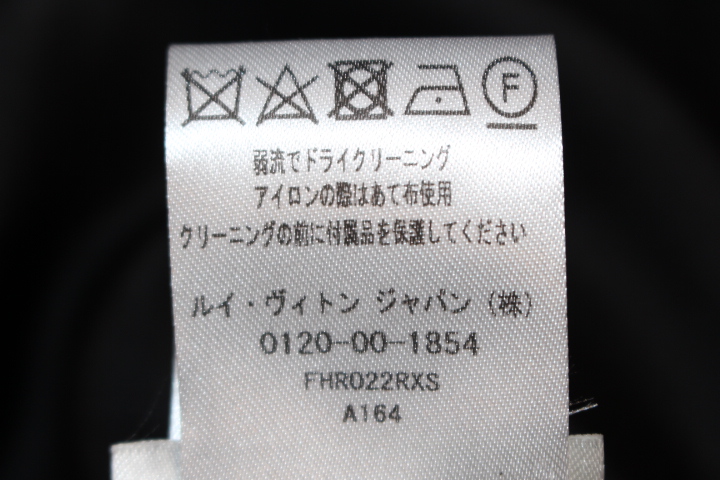 F
弱流でドライクリーニング
アイロンの際はあて布使用
クリーニングの前に付属品を保護してください
ルイ・ヴィトン ジャパン（株）
0120-00-1854
FHR022RXS
A164